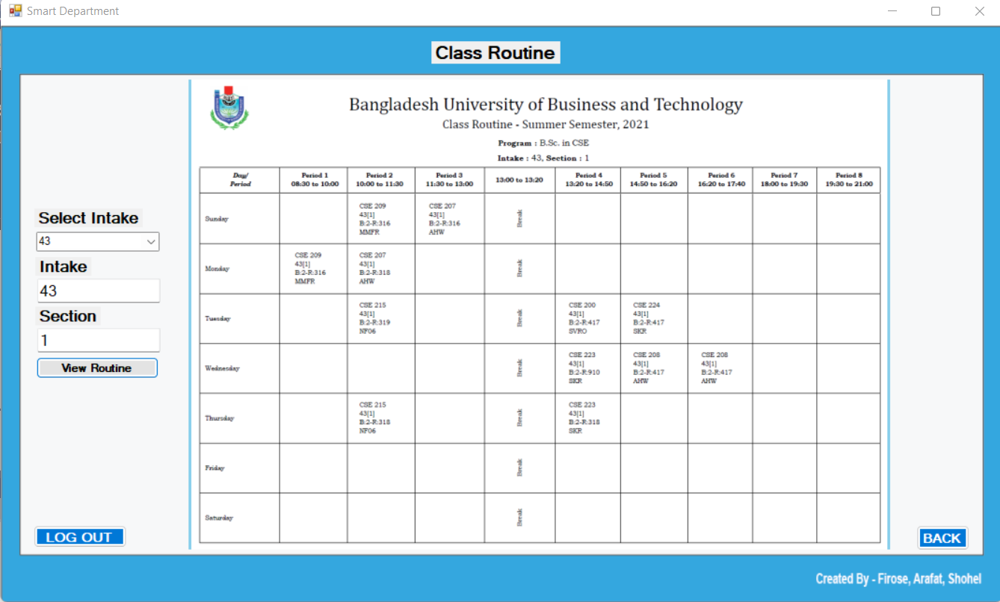 Smart Department
Class Routine
Bangladesh University of Business and Technology
Class Routine - Summer Semester, 2021
Program : B.Sc. in CSE
Intake : 43, Section : 1
Select Intake
43
Intake
43
Section
1
View Routine
LOG OUT
Day/
Period
Period 1
08:30 to 10:00
Period 2
10:00 to 11:30
Period 3
11:30 to 13:00
13:00 to 13:20
Period 4
13:20 to 14:50
Period 5
14:50 to 16:20
Period 6
16:20 to 17:40
Period 7
18:00 to 19:30
Period 8
19:30 to 21:00
Sunday
CSE 209
43[1]
B:2-R:316
MMFR
CSE 207
43[1]
B:2-R:316
AHW
Break
Monday
CSE 209
43[1]
B:2-R:316
MMFR
CSE 207
43[1]
B:2-R:318
AHW
Break
Tuesday
CSE 215
43[1]
B:2-R:319
NF06
Break
CSE 200
43[1]
B:2-R:417
SVRO
CSE 224
43[1]
B:2-R:417
SKR
Wednesday
Break
CSE 223
43[1]
B:2-R:910
SKR
CSE 208
43[1]
B:2-R:417
AHW
CSE 208
43[1]
B:2-R:417
AHW
Thursday
CSE 215
43[1]
B:2-R:318
NF06
Break
CSE 223
43[1]
B:2-R:318
SKR
Friday
Break
Saturday
Break
BACK
Created By - Firose, Arafat, Shohel